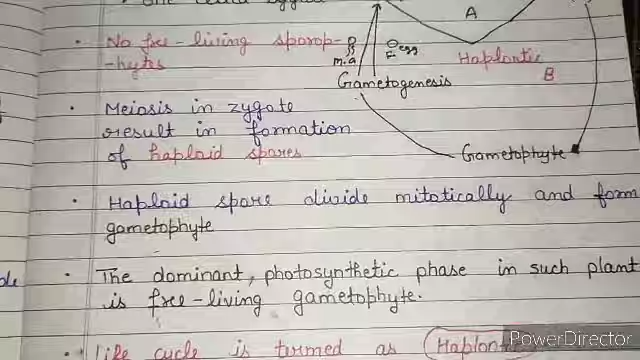 A
No free-living sporop-
-hytes
m.a
Egg
Haplontic
B
Gametogenesis
Meiosis in zygote
result in formation
of haploid spores
Gametophyte
Haploid spore divide mitotically and form
gametophyte
The dominant, photosynthetic phase in such plant
is free-living gametophyte.
Life cycle is termed as
PowerDirector